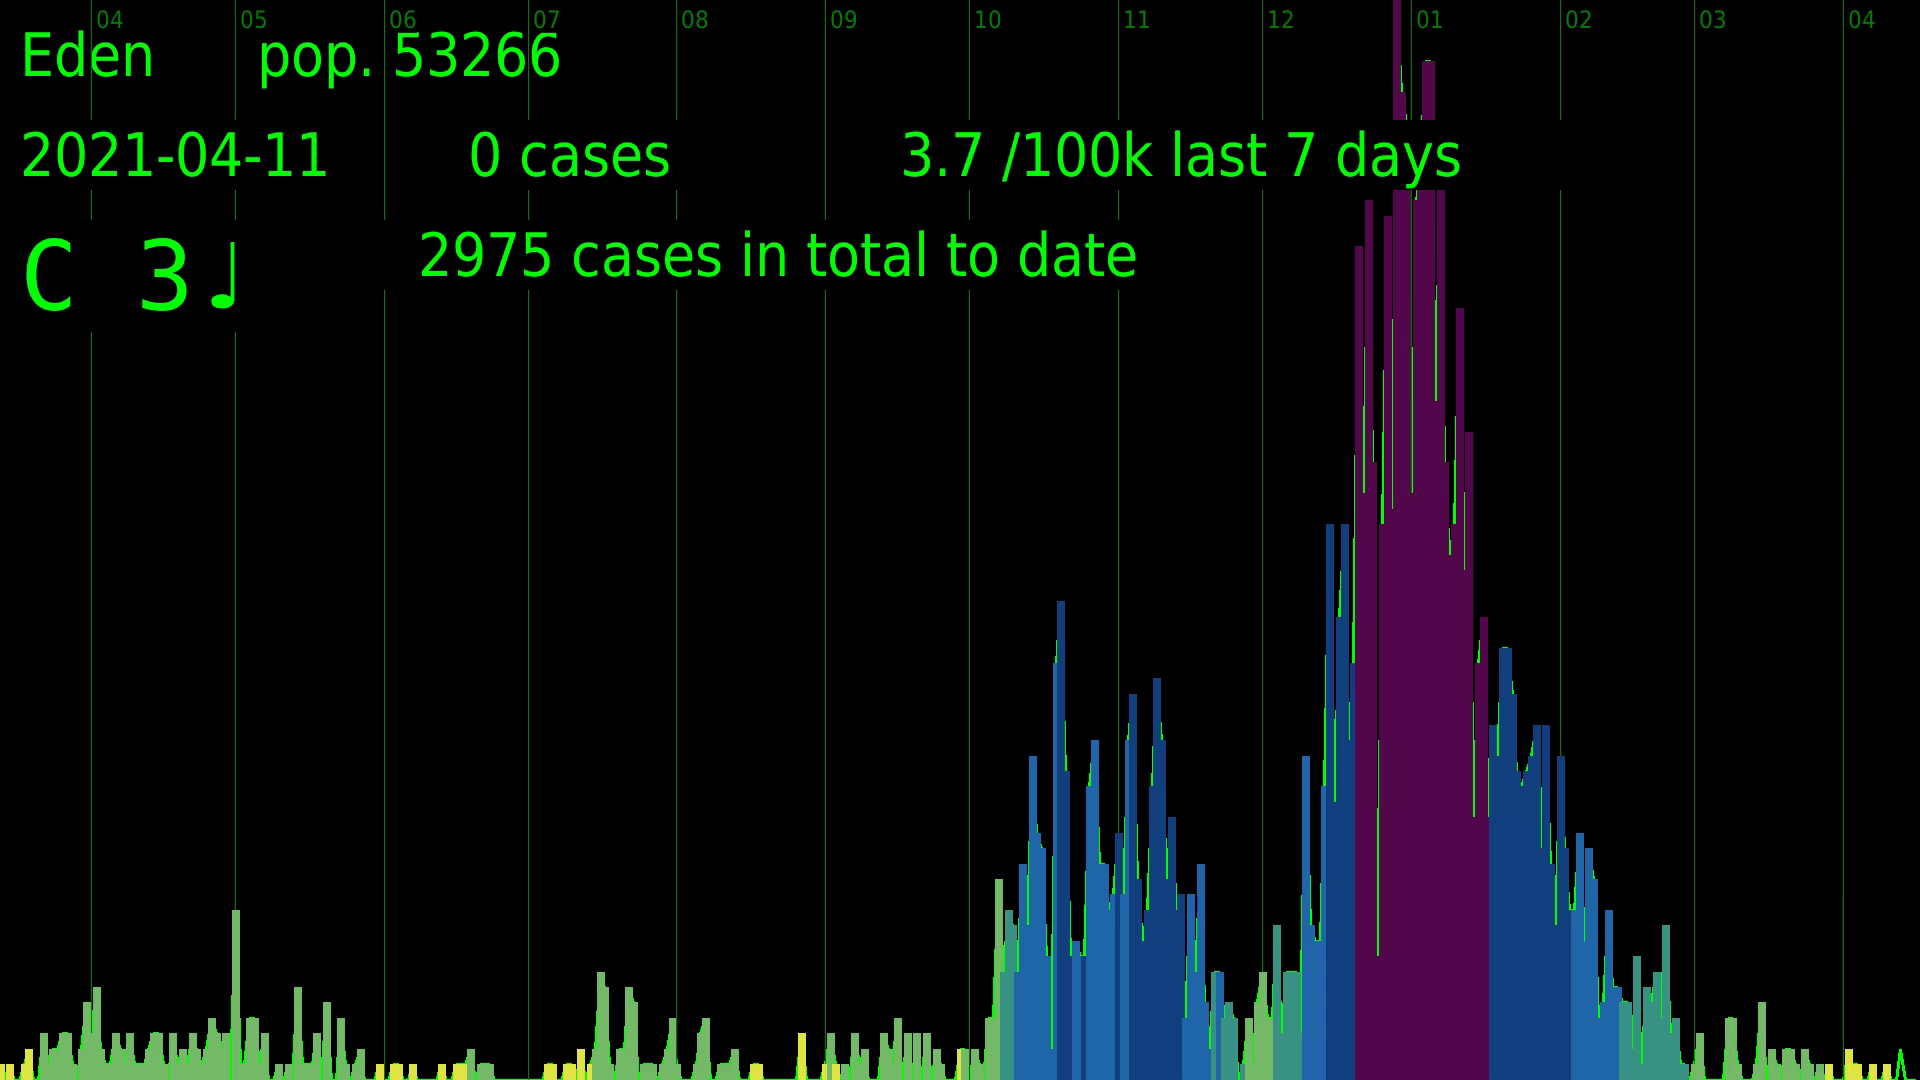 04 05 06 07 08 09 10 11 12 01 02 03 04
Eden pop. 53266
2021-04-11 0 cases 3.7 /100k last 7 days
C 3♩ 2975 cases in total to date